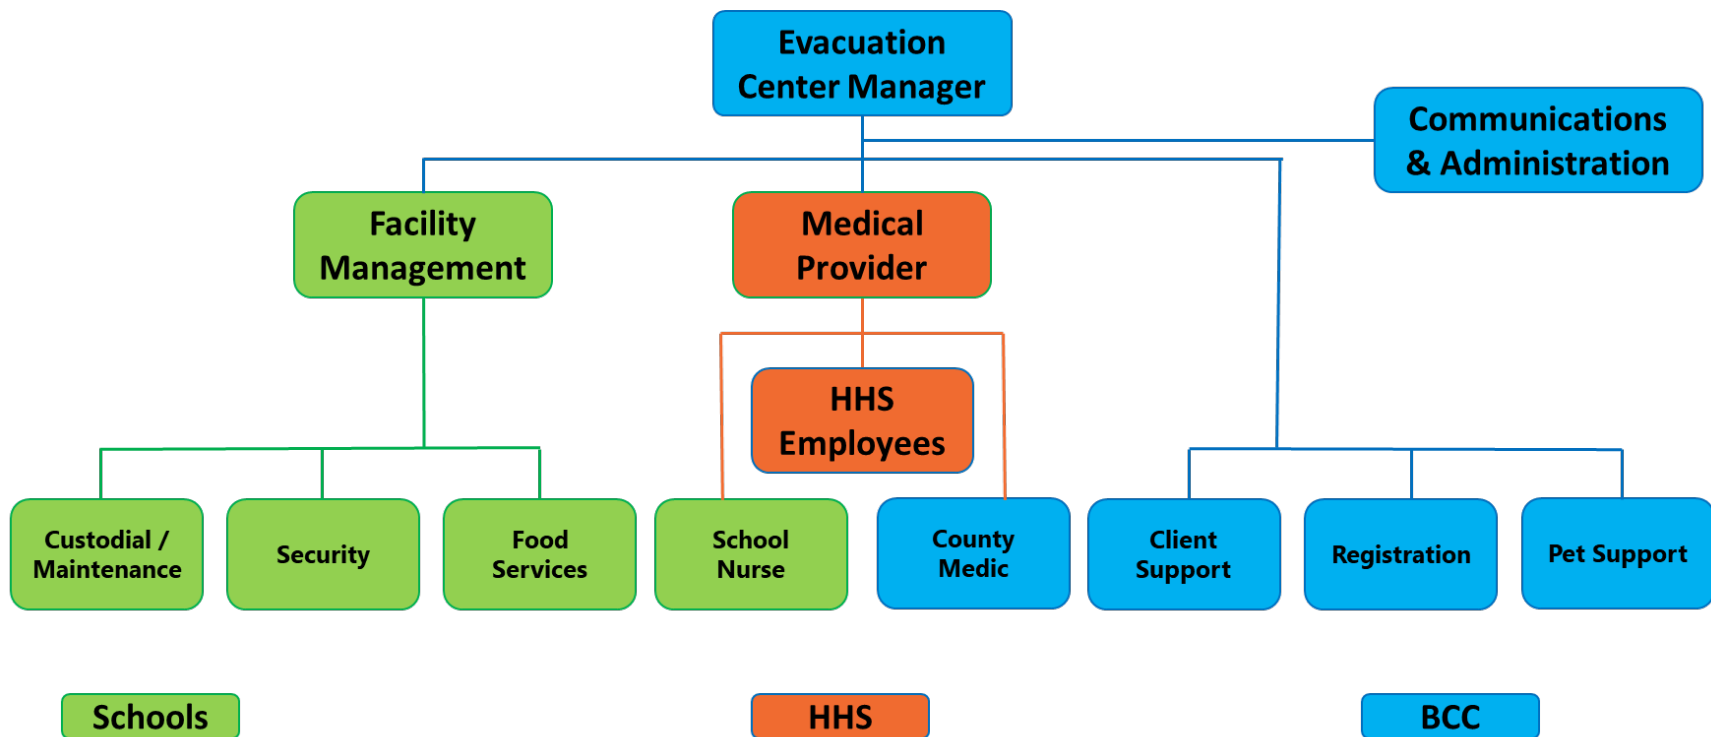 Evacuation
Center Manager
Communications
& Administration
Facility
Management
Medical
Provider
HHS
Employees
Custodial /
Maintenance
Security
Food
Services
School
Nurse
County
Medic
Client
Support
Registration
Pet Support
Schools
HHS
BCC